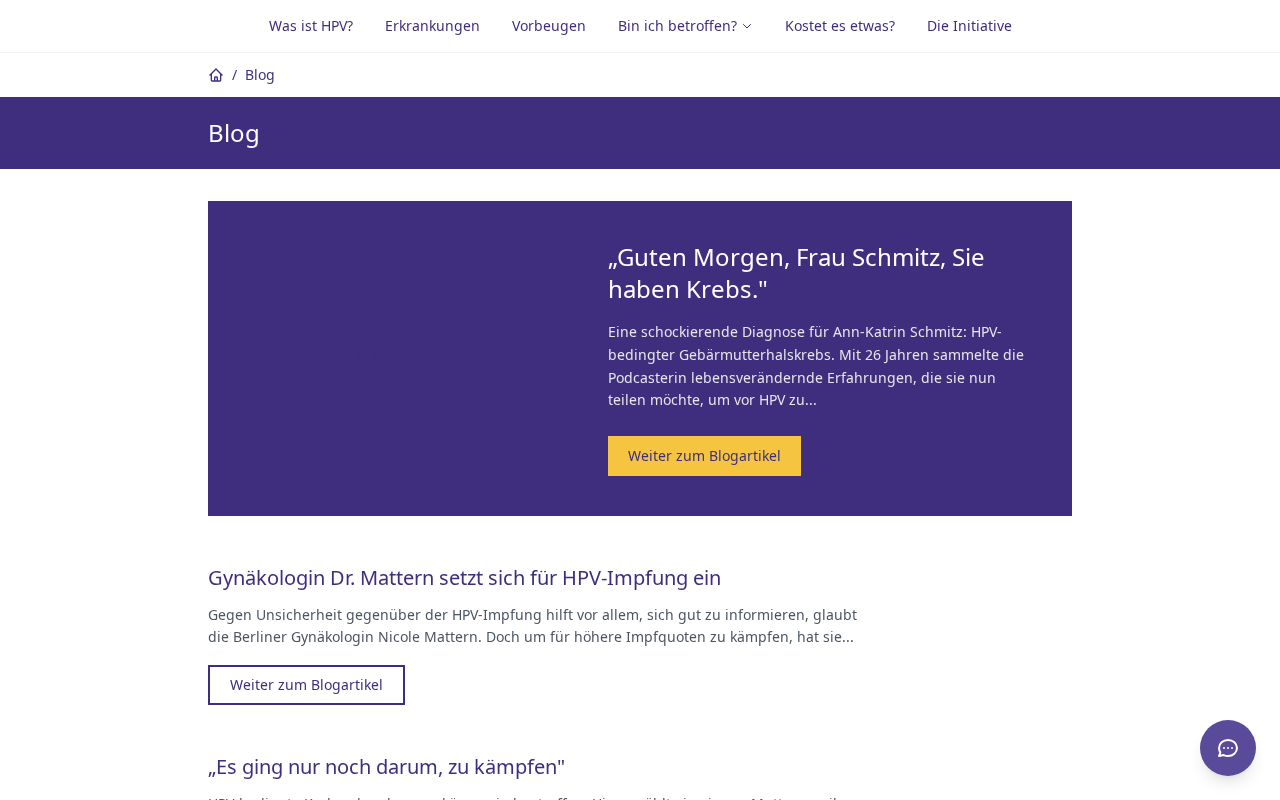 Was ist HPV? Erkrankungen Vorbeugen Bin ich betroffen? Kostet es etwas? Die Initiative
/ Blog
Blog
„Guten Morgen, Frau Schmitz, Sie
haben Krebs."
Eine schockierende Diagnose für Ann-Katrin Schmitz: HPV-
bedingter Gebärmutterhalskrebs. Mit 26 Jahren sammelte die
Podcasterin lebensverändernde Erfahrungen, die sie nun
teilen möchte, um vor HPV zu...
Weiter zum Blogartikel
Gynäkologin Dr. Mattern setzt sich für HPV-Impfung ein
Gegen Unsicherheit gegenüber der HPV-Impfung hilft vor allem, sich gut zu informieren, glaubt
die Berliner Gynäkologin Nicole Mattern. Doch um für höhere Impfquoten zu kämpfen, hat sie...
Weiter zum Blogartikel
„Es ging nur noch darum, zu kämpfen"